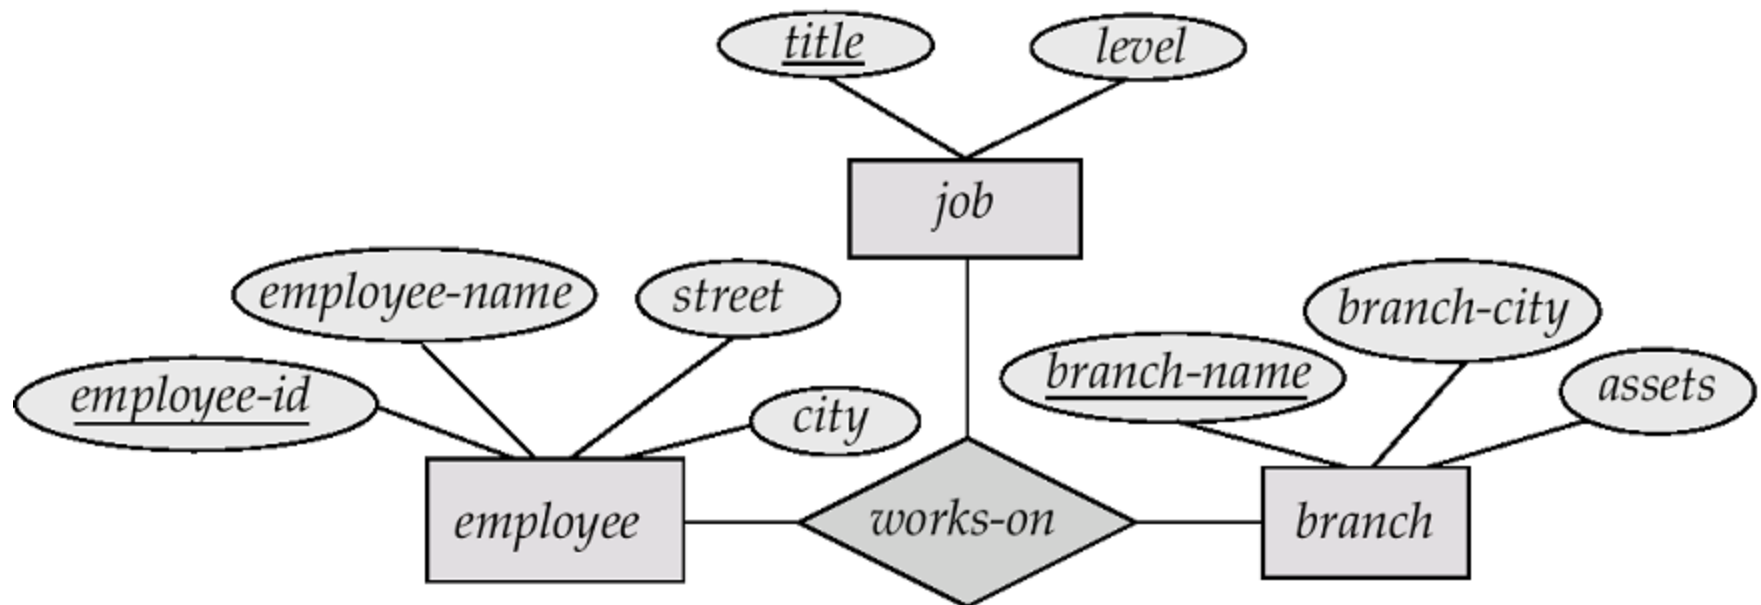 title
level
job
employee-name
street
branch-city
employee-id
city
branch-name
assets
employee
works-on
branch